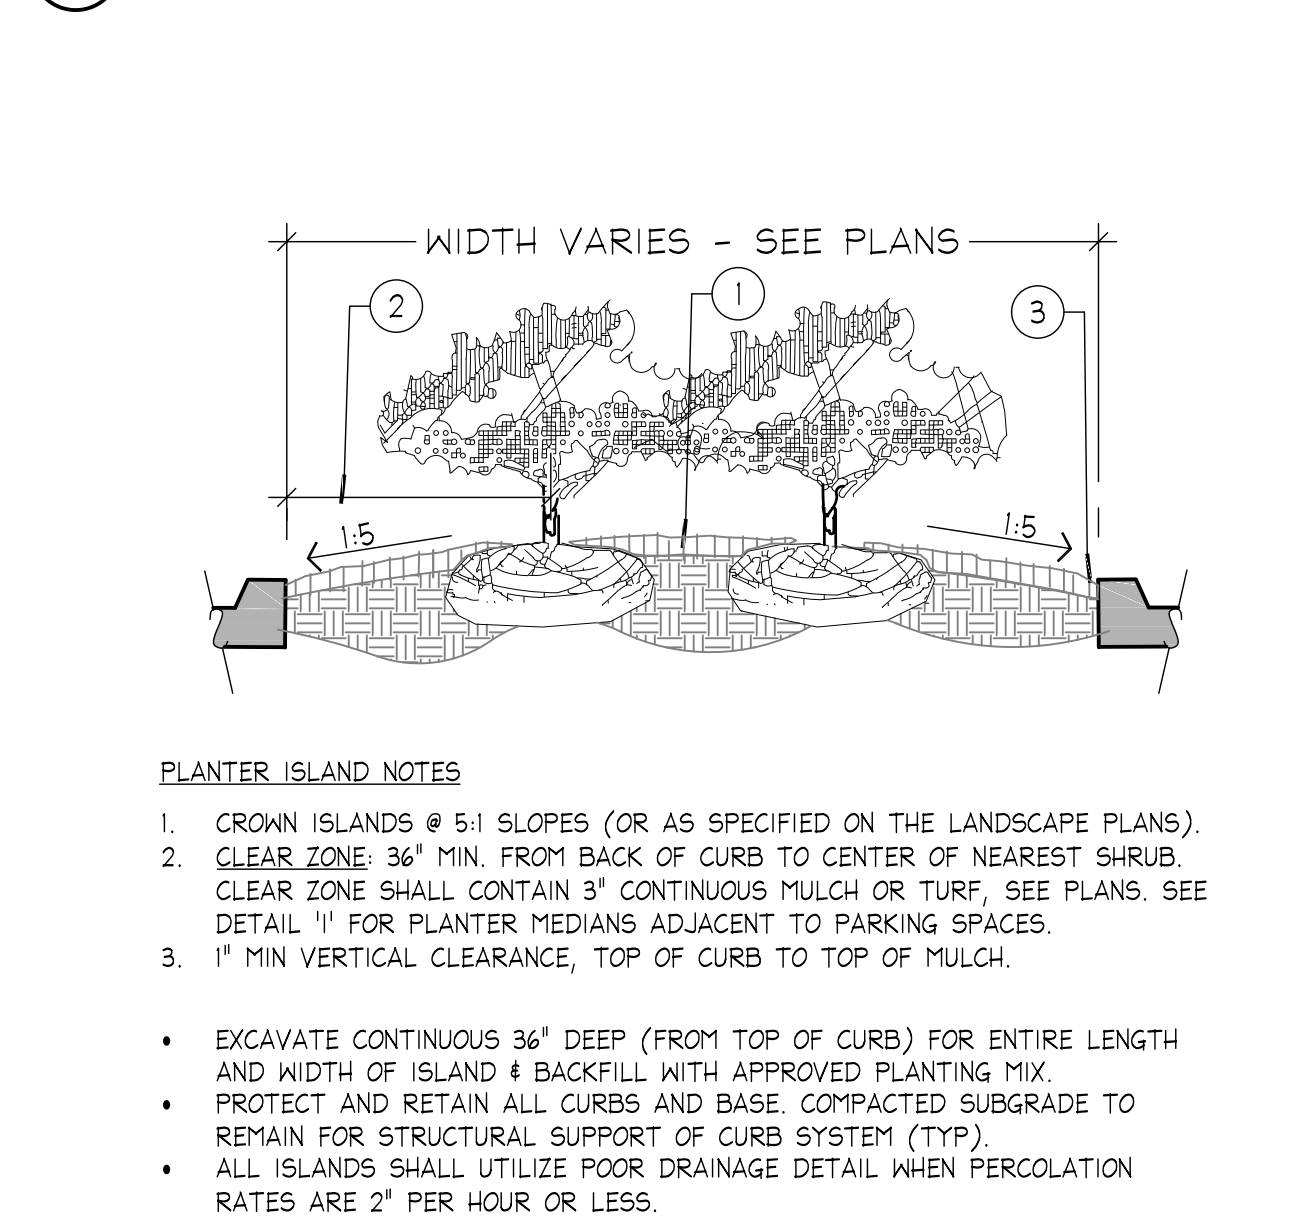 WIDTH VARIES - SEE PLANS
2
1
3
1:5
1:5
PLANTER ISLAND NOTES
1. CROWN ISLANDS @ 5:1 SLOPES (OR AS SPECIFIED ON THE LANDSCAPE PLANS).
2. CLEAR ZONE: 36" MIN. FROM BACK OF CURB TO CENTER OF NEAREST SHRUB.
CLEAR ZONE SHALL CONTAIN 3" CONTINUOUS MULCH OR TURF, SEE PLANS. SEE
DETAIL '1' FOR PLANTER MEDIANS ADJACENT TO PARKING SPACES.
3. 1" MIN VERTICAL CLEARANCE, TOP OF CURB TO TOP OF MULCH.
• EXCAVATE CONTINUOUS 36" DEEP (FROM TOP OF CURB) FOR ENTIRE LENGTH
AND WIDTH OF ISLAND & BACKFILL WITH APPROVED PLANTING MIX.
• PROTECT AND RETAIN ALL CURBS AND BASE. COMPACTED SUBGRADE TO
REMAIN FOR STRUCTURAL SUPPORT OF CURB SYSTEM (TYP).
• ALL ISLANDS SHALL UTILIZE POOR DRAINAGE DETAIL WHEN PERCOLATION
RATES ARE 2" PER HOUR OR LESS.